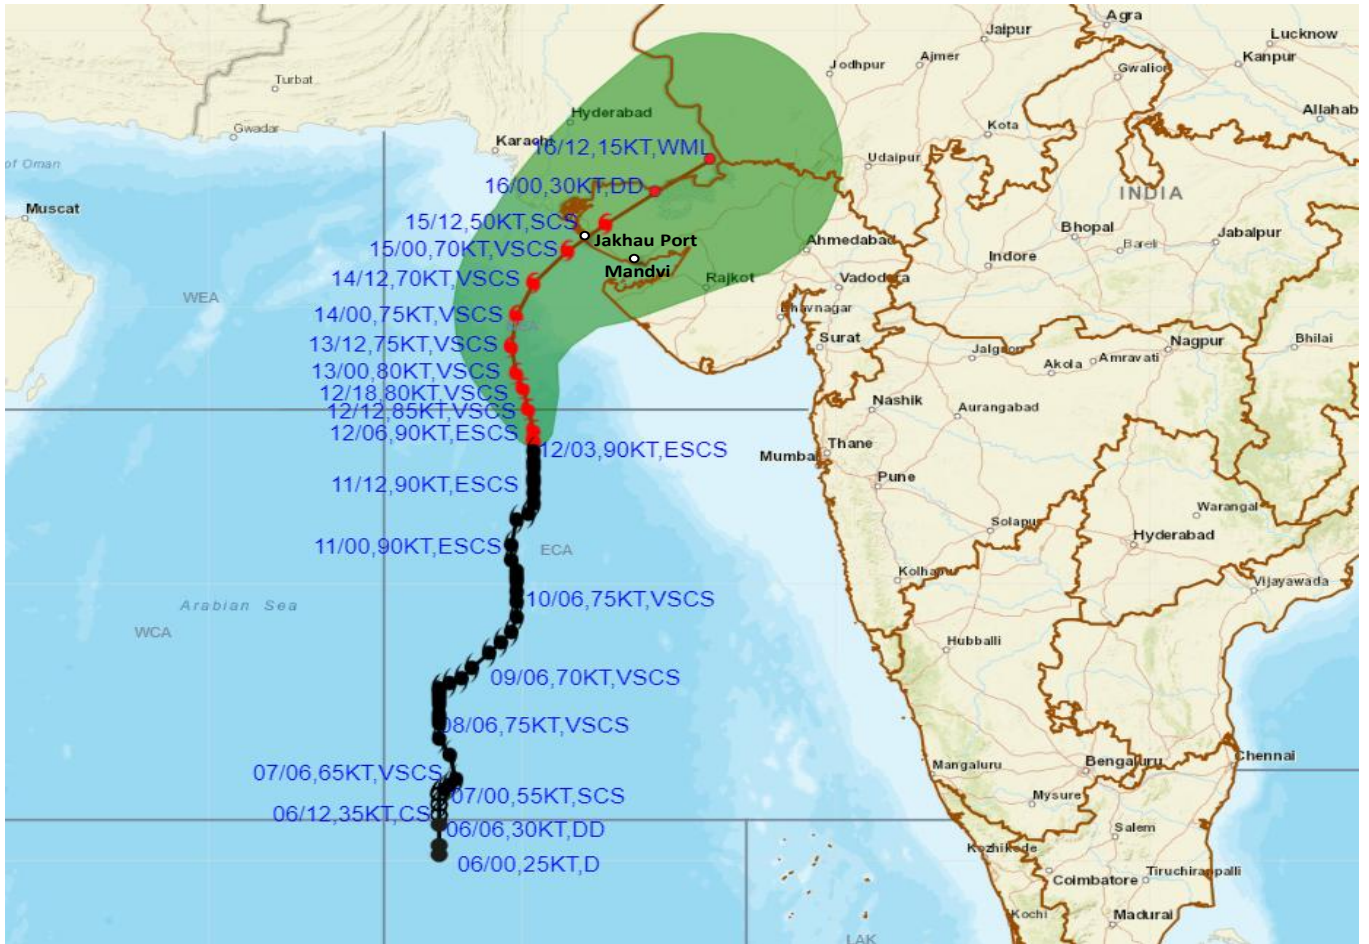 Agra
Jaipur
Lucknow
Ajmer
Kanpur
Gwalior
Turbat
Jodhpur
Hyderabad
Allahab
Gwadar
Karachi
Kota
16/12,15KT,WML
of Oman
Udaipur
16/00,30KT,DD
INDIA
Muscat
15/12,50KT,SCS
Jakhau Port
Bhopal
Jabalpur
15/00,70KT,VSCS
Ahmedabad
Bareli
Mandvi
Indore
14/12,70KT,VSCS
Rajkot
Vadodara
WEA
14/00,75KT,VSCS
Bhavnagar
13/12,75KT,VSCS
Surat
Jalgaon
Nagpur
Bhilai
13/00,80KT,VSCS
Akola
Amravati
12/18,80KT,VSCS
12/12,85KT,VSCS
Nashik
Aurangabad
12/06,90KT,ESCS
12/03,90KT,ESCS
Mumbai
Thane
11/12,90KT,ESCS
Pune
Warangal
11/00,90KT,ESCS
ECA
Solapur
Hyderabad
Kolhapur
Vijayawada
10/06,75KT,VSCS
Arabian Sea
WCA
Hubballi
09/06,70KT,VSCS
08/06,75KT,VSCS
Chennai
07/06,65KT,VSCS
Mangaluru
Bengaluru
07/00,55KT,SCS
Mysuru
06/12,35KT,CS
06/06,30KT,DD
Salem
Kozhikode
06/00,25KT,D
Coimbatore
Tiruchirappalli
Kochi
Madurai
LAK